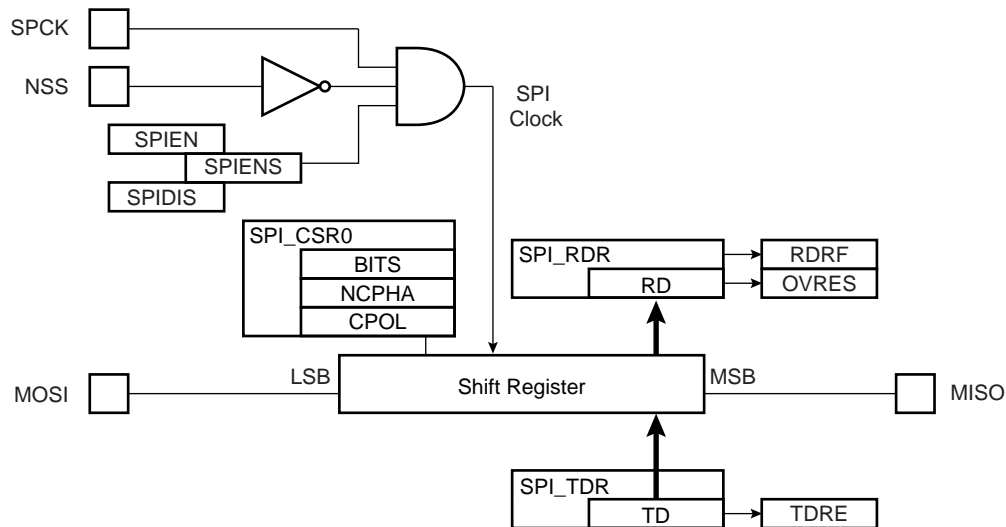 SPCK
NSS
SPI
Clock
SPIEN
SPIENS
SPIDIS
SPI_CSR0
BITS
NCPHA
CPOL
SPI_RDR
RD
RDRF
OVRES
MOSI
LSB
Shift Register
MSB
MISO
SPI_TDR
TD
TDRE